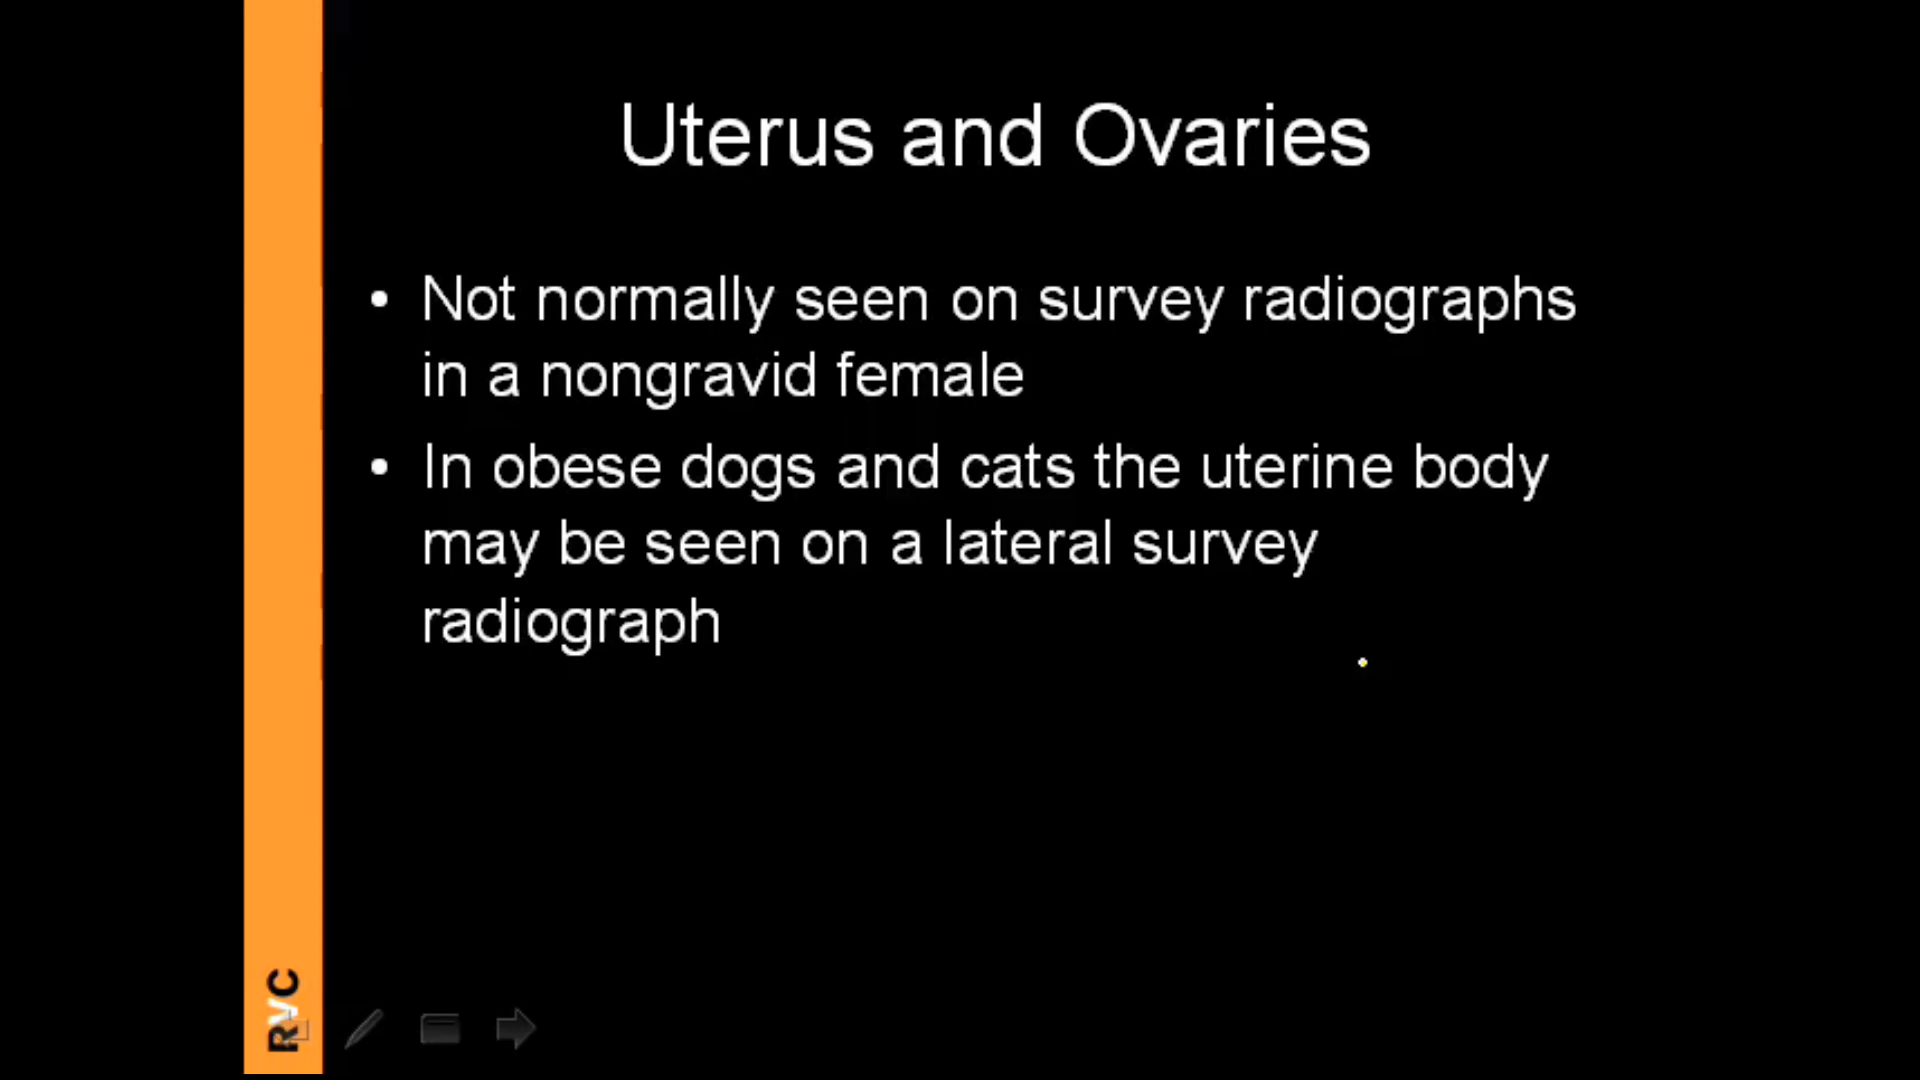 Uterus and Ovaries
• Not normally seen on survey radiographs
in a nongravid female
• In obese dogs and cats the uterine body
may be seen on a lateral survey
radiograph
RVC